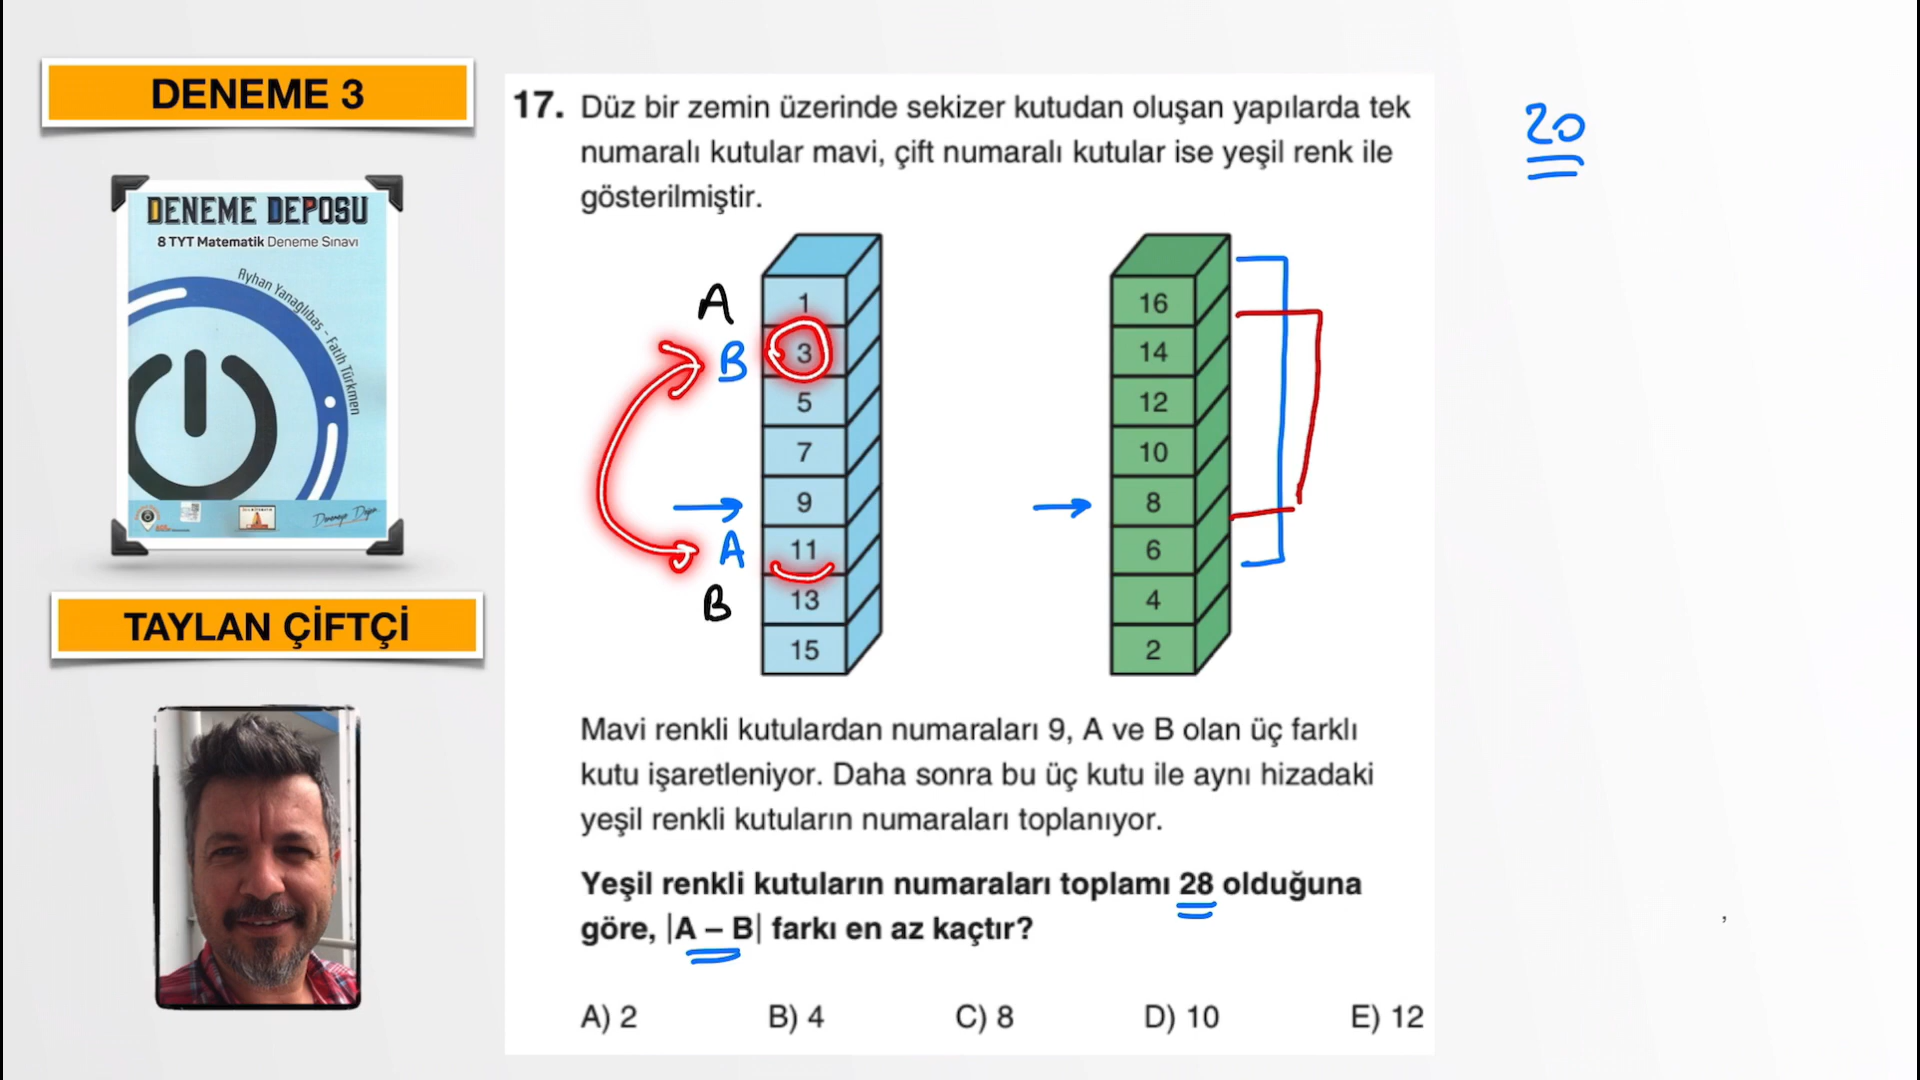 DENEME 3
DENEME DEPOSU
8 TYT Matematik Deneme Sınavı
Ayhan Yanağlıbaş - Fatih Türkmen
TAYLAN ÇİFTÇİ
17. Düz bir zemin üzerinde sekizer kutudan oluşan yapılarda tek
numaralı kutular mavi, çift numaralı kutular ise yeşil renk ile
gösterilmiştir.
20
A 1 16
B 3 14
5 12
7 10
9 8
A 11 6
B 13 4
15 2
Mavi renkli kutulardan numaraları 9, A ve B olan üç farklı
kutu işaretleniyor. Daha sonra bu üç kutu ile aynı hizadaki
yeşil renkli kutuların numaraları toplanıyor.
Yeşil renkli kutuların numaraları toplamı 28 olduğuna
göre, |A – B| farkı en az kaçtır?
A) 2 B) 4 C) 8 D) 10 E) 12